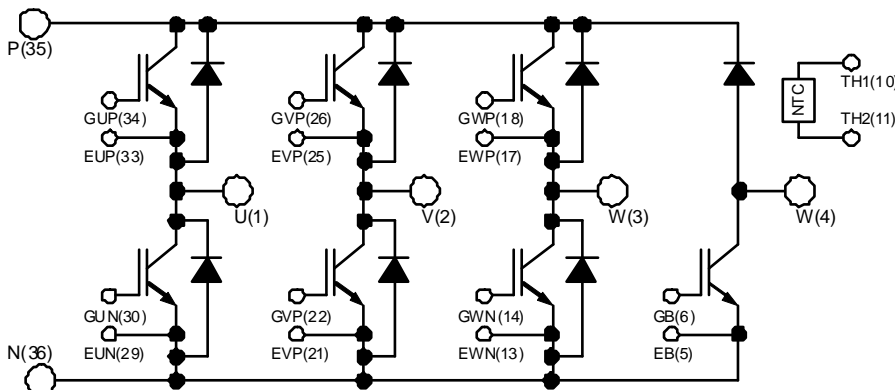 P(35)
GUP(34)
EUP(33)
GVP(26)
EVP(25)
GWP(18)
EWP(17)
NTC
TH1(10)
TH2(11)
U(1)
V(2)
W(3)
W(4)
GUN(30)
EUN(29)
GVP(22)
EVP(21)
GWN(14)
EWN(13)
GB(6)
EB(5)
N(36)